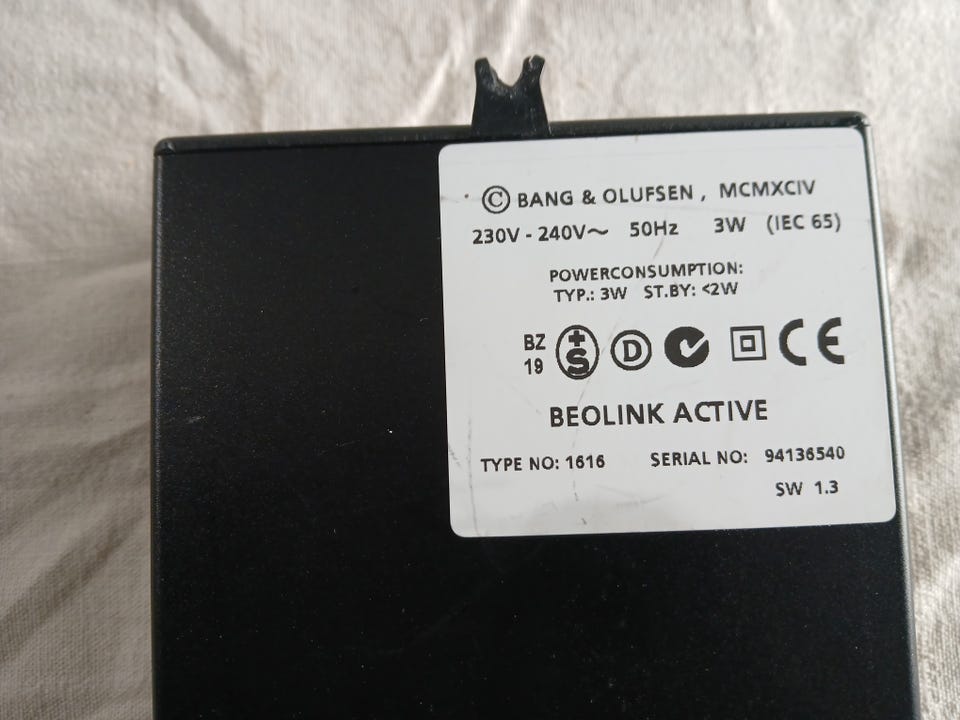 © BANG & OLUFSEN, MCMXCIV
230V - 240V~ 50Hz 3W (IEC 65)
POWERCONSUMPTION:
TYP.: 3W ST.BY: <2W
BZ
19
+S
D
CE
BEOLINK ACTIVE
TYPE NO: 1616 SERIAL NO: 94136540
SW 1.3